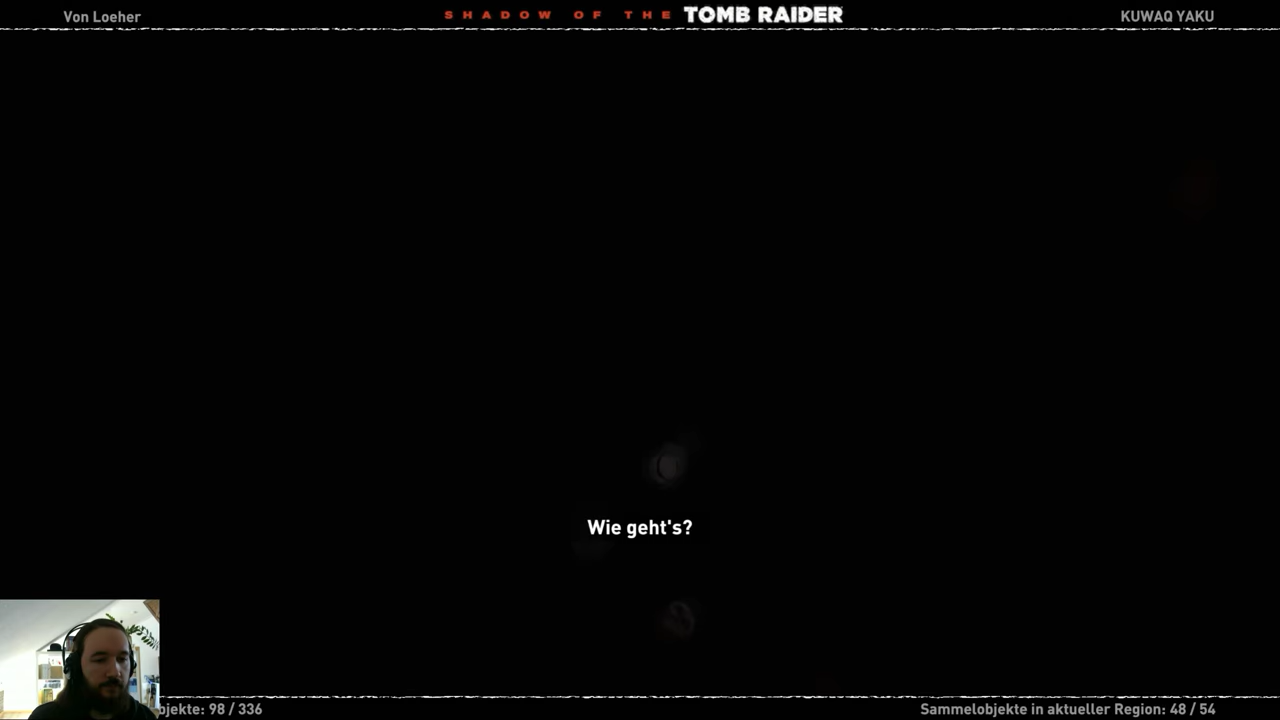 Von Loeher
SHADOW OF THE TOMB RAIDER
KUWAQ YAKU
Wie geht's?
bjekte: 98 / 336
Sammelobjekte in aktueller Region: 48 / 54